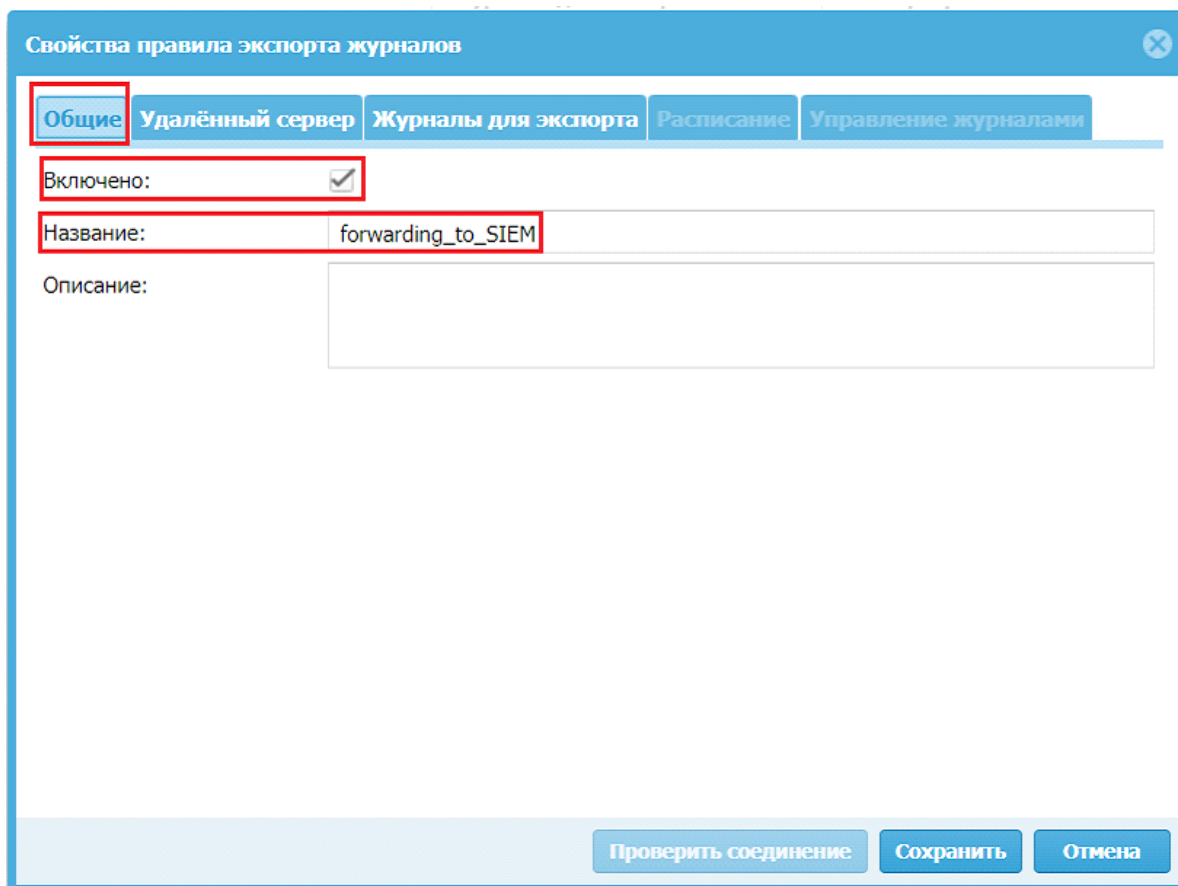 Свойства правила экспорта журналов
Общие Удалённый сервер Журналы для экспорта Расписание Управление журналами
Включено:
Название: forwarding_to_SIEM
Описание:
Проверить соединение Сохранить Отмена